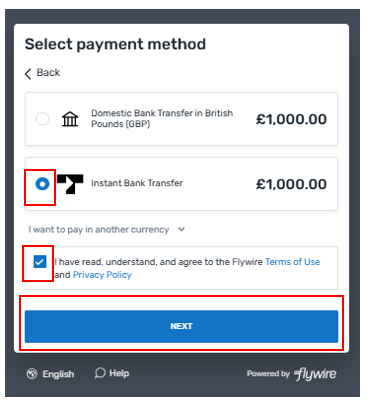 Select payment method
Back
Domestic Bank Transfer in British
Pounds (GBP)
£1,000.00
Instant Bank Transfer
£1,000.00
I want to pay in another currency
I have read, understand, and agree to the Flywire Terms of Use
and Privacy Policy
NEXT
English
Help
Powered by flywire